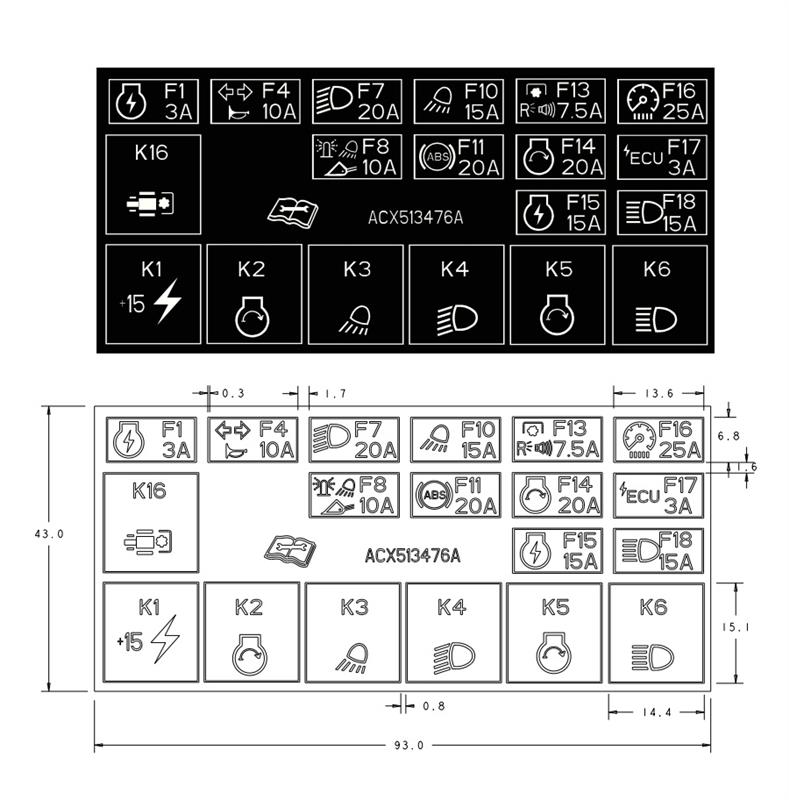 F1 F4 F7 F10 F13 F16
3A 10A 20A 15A R 7.5A 25A
K16 F8 F11 F14 F17
10A ABS 20A 20A ECU 3A
F15 F18
ACX513476A 15A 15A
K1 K2 K3 K4 K5 K6
+15
0.3 1.7 13.6
F1 F4 F7 F10 F13 F16
3A 10A 20A 15A R 7.5A 25A
6.8
1.6
K16 F8 F11 F14 F17
10A ABS 20A 20A ECU 3A
43.0
F15 F18
ACX513476A 15A 15A
K1 K2 K3 K4 K5 K6
15.1
+15
0.8 14.4
93.0